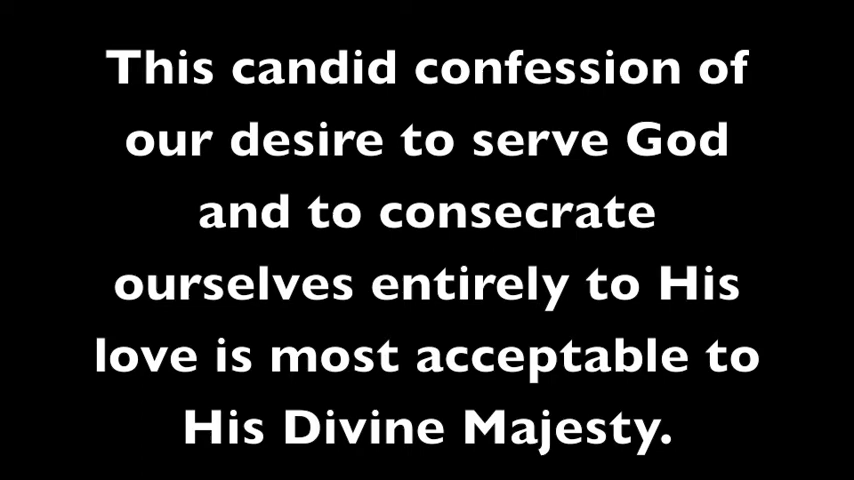 This candid confession of
our desire to serve God
and to consecrate
ourselves entirely to His
love is most acceptable to
His Divine Majesty.